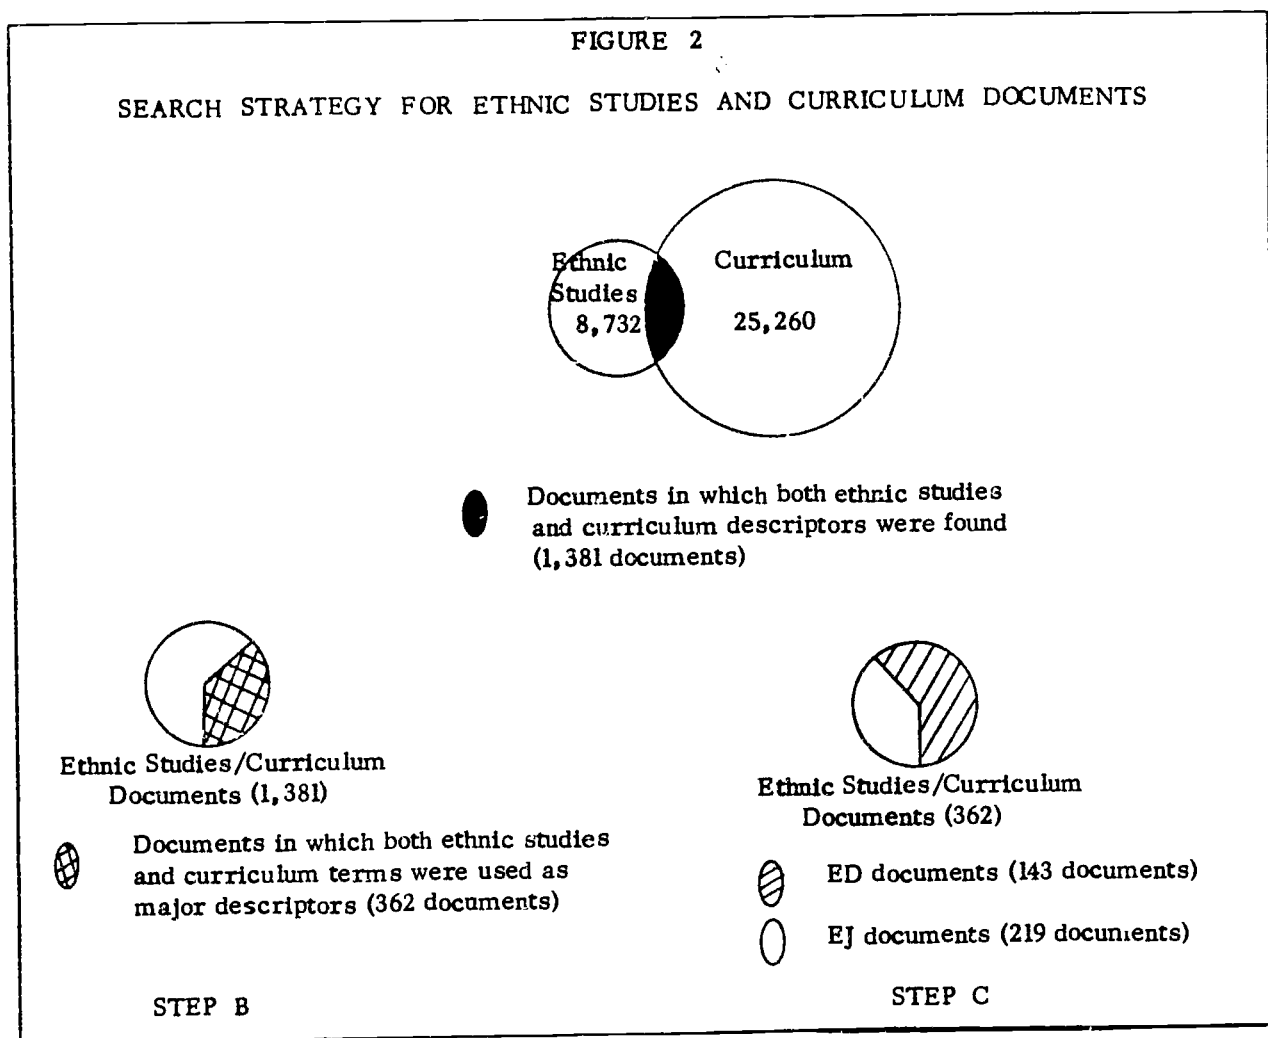 FIGURE 2
SEARCH STRATEGY FOR ETHNIC STUDIES AND CURRICULUM DOCUMENTS
Ethnic
Studies
8,732
Curriculum
25,260
Documents in which both ethnic studies
and curriculum descriptors were found
(1,381 documents)
Ethnic Studies/Curriculum
Documents (1,381)
Documents in which both ethnic studies
and curriculum terms were used as
major descriptors (362 documents)
STEP B
Ethnic Studies/Curriculum
Documents (362)
ED documents (143 documents)
EJ documents (219 documents)
STEP C